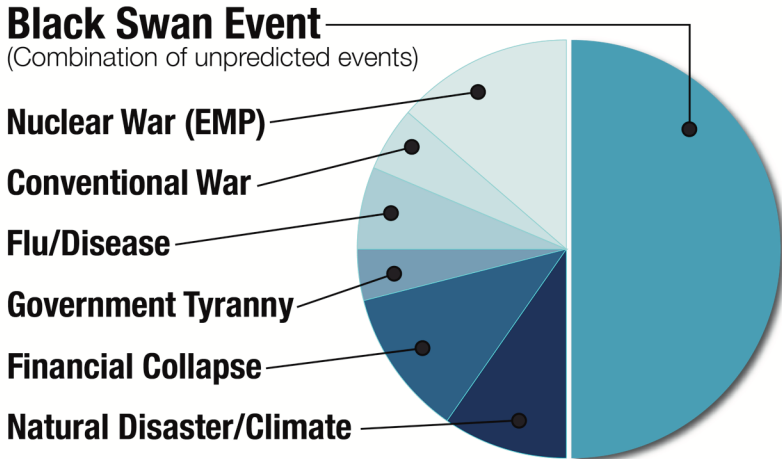 Black Swan Event
(Combination of unpredicted events)
Nuclear War (EMP)
Conventional War
Flu/Disease
Government Tyranny
Financial Collapse
Natural Disaster/Climate